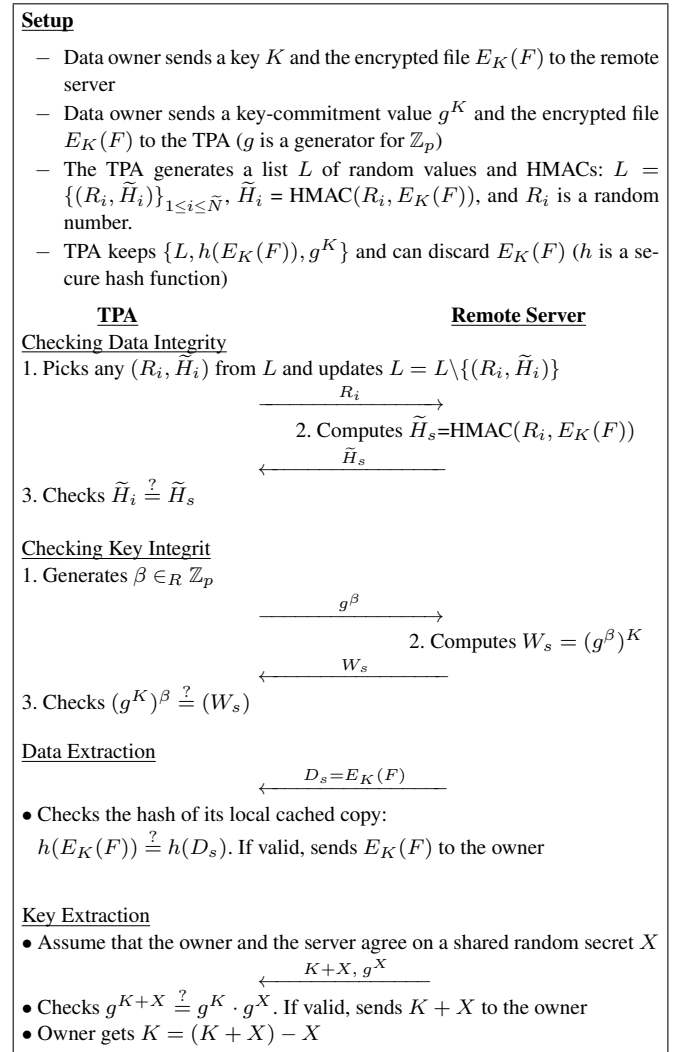 Setup
– Data owner sends a key K and the encrypted file E_K(F) to the remote
server
– Data owner sends a key-commitment value g^K and the encrypted file
E_K(F) to the TPA (g is a generator for ℤ_p)
– The TPA generates a list L of random values and HMACs: L =
{(R_i, H̃_i)}_{1≤i≤Ñ}, H̃_i = HMAC(R_i, E_K(F)), and R_i is a random
number.
– TPA keeps {L, h(E_K(F)), g^K} and can discard E_K(F) (h is a se-
cure hash function)
TPA Remote Server
Checking Data Integrity
1. Picks any (R_i, H̃_i) from L and updates L = L\{(R_i, H̃_i)}
R_i
2. Computes H̃_s=HMAC(R_i, E_K(F))
H̃_s
3. Checks H̃_i ≟ H̃_s
Checking Key Integrit
1. Generates β ∈_R ℤ_p
g^β
2. Computes W_s = (g^β)^K
W_s
3. Checks (g^K)^β ≟ (W_s)
Data Extraction
D_s=E_K(F)
• Checks the hash of its local cached copy:
h(E_K(F)) ≟ h(D_s). If valid, sends E_K(F) to the owner
Key Extraction
• Assume that the owner and the server agree on a shared random secret X
K+X, g^X
• Checks g^{K+X} ≟ g^K · g^X. If valid, sends K + X to the owner
• Owner gets K = (K + X) − X